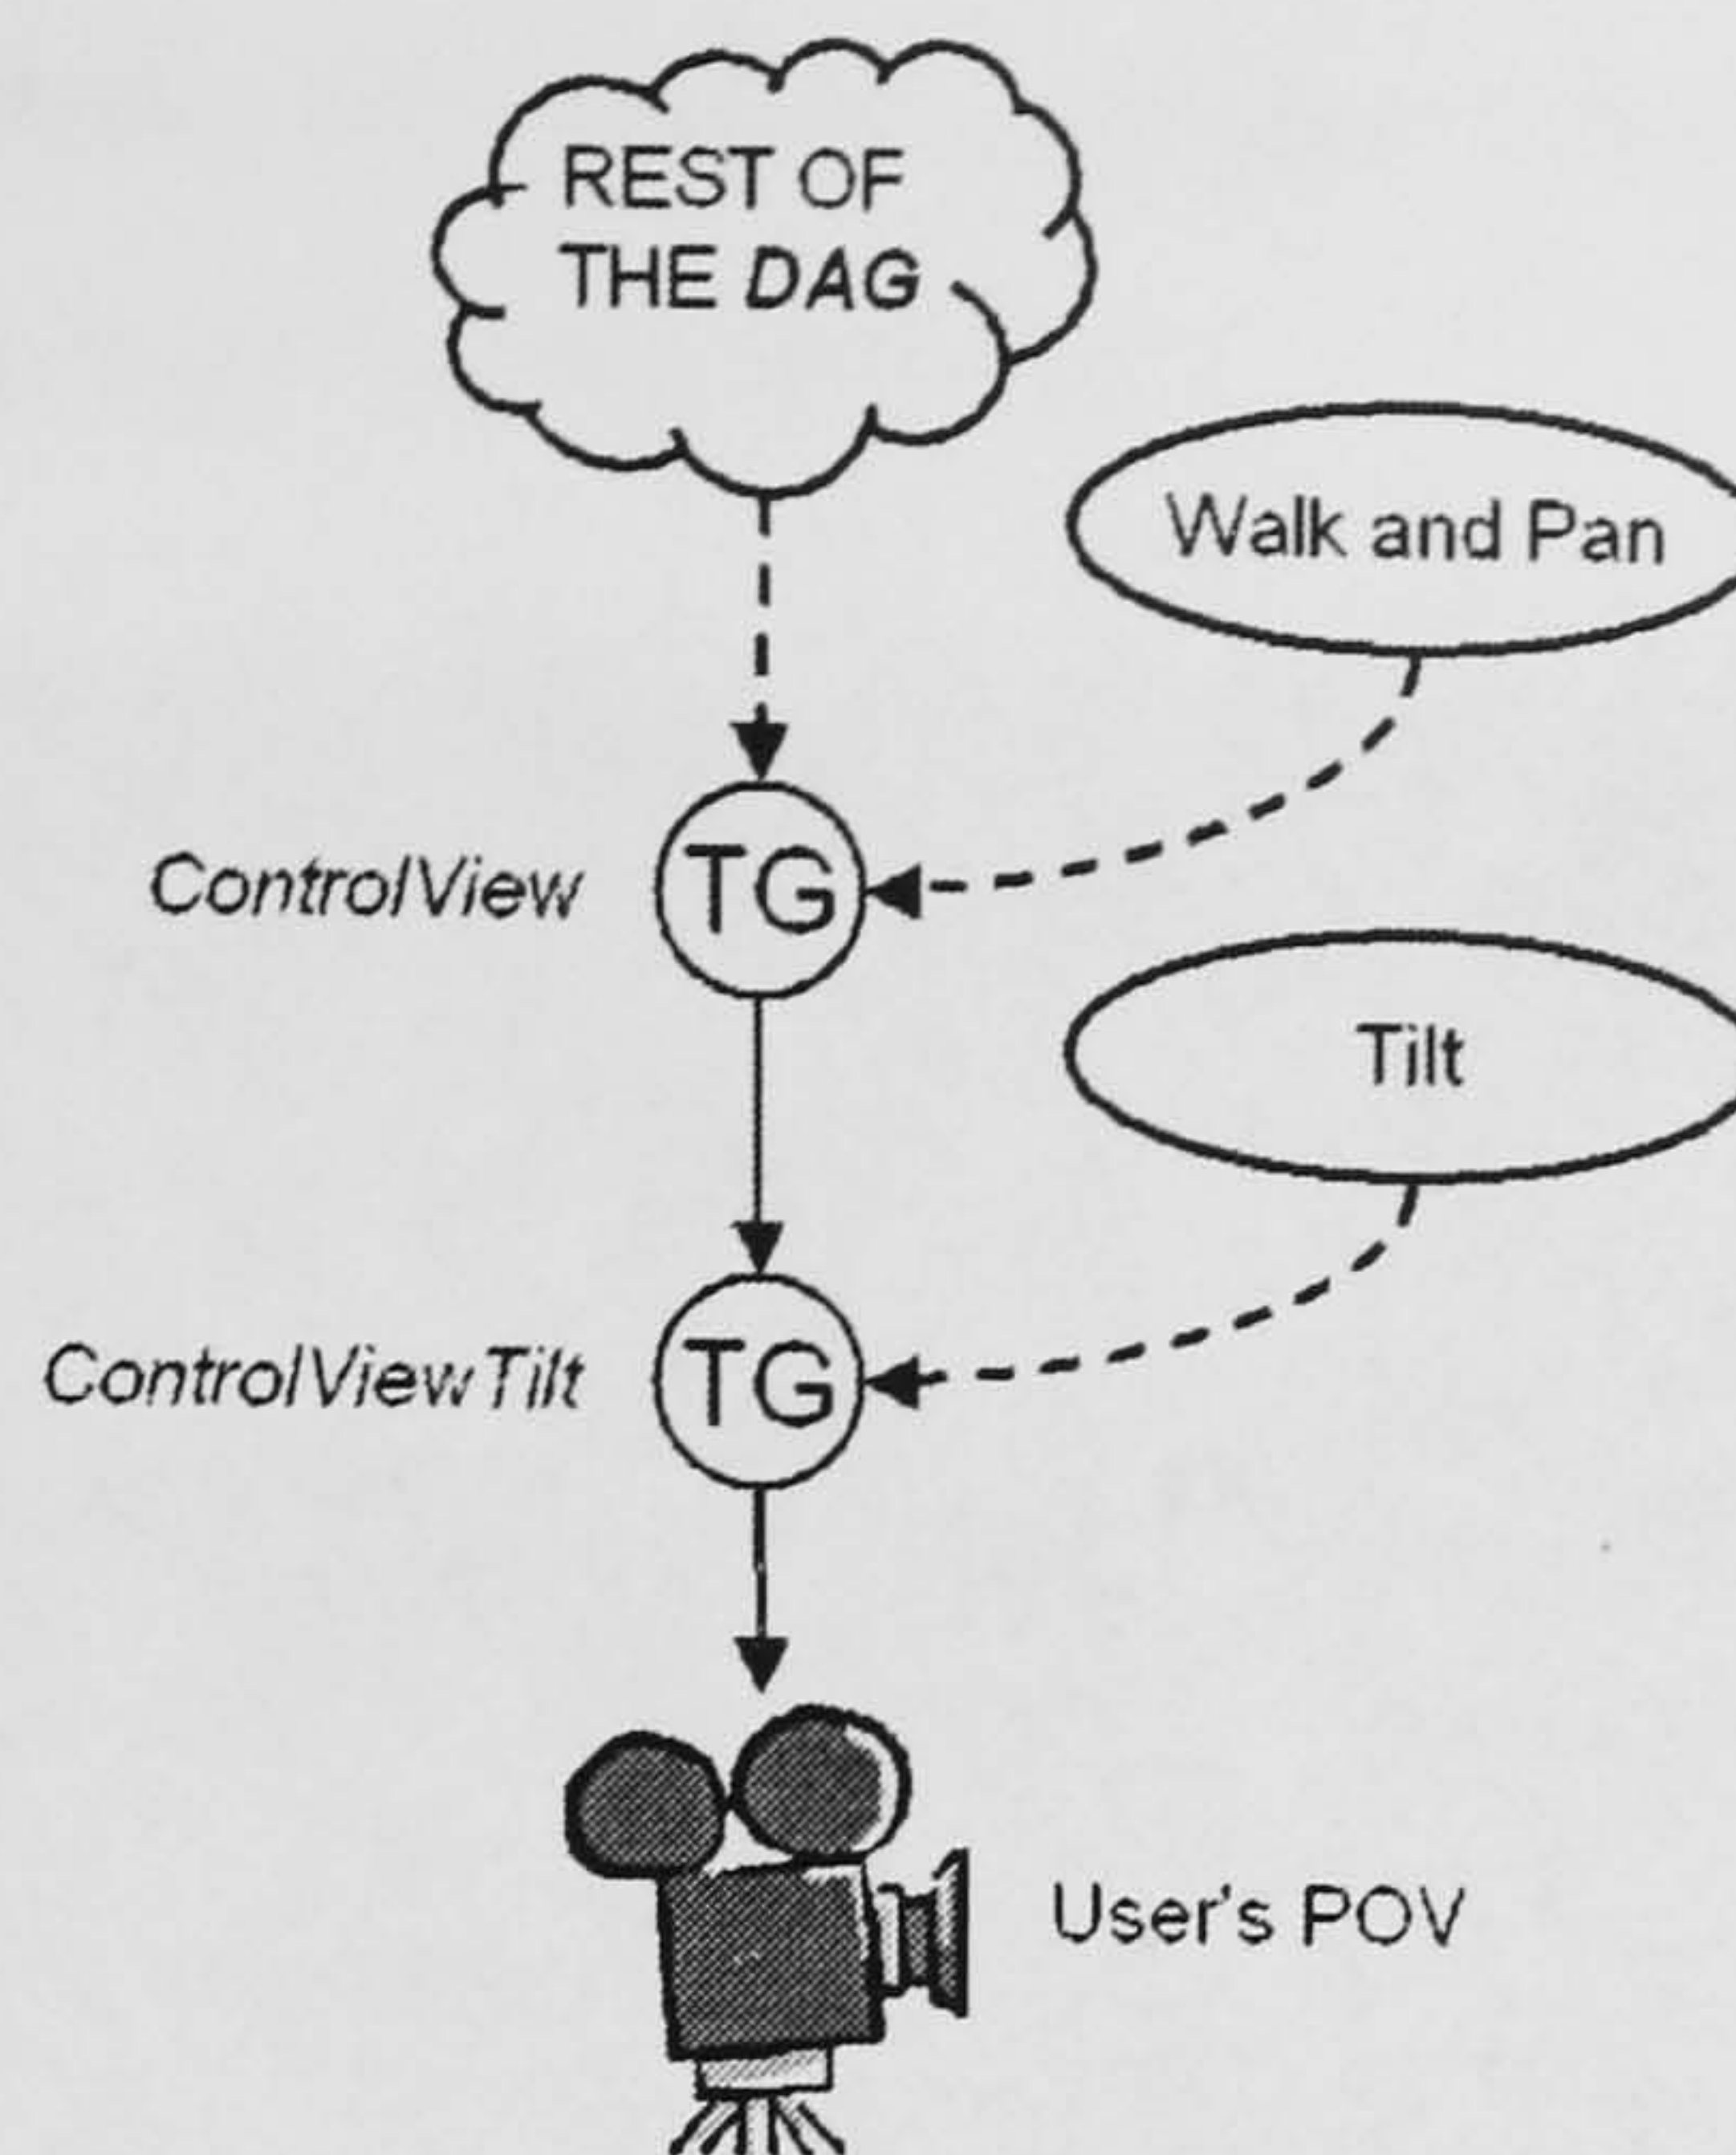 REST OF
THE DAG
Walk and Pan
ControlView
TG
Tilt
ControlViewTilt
TG
User's POV